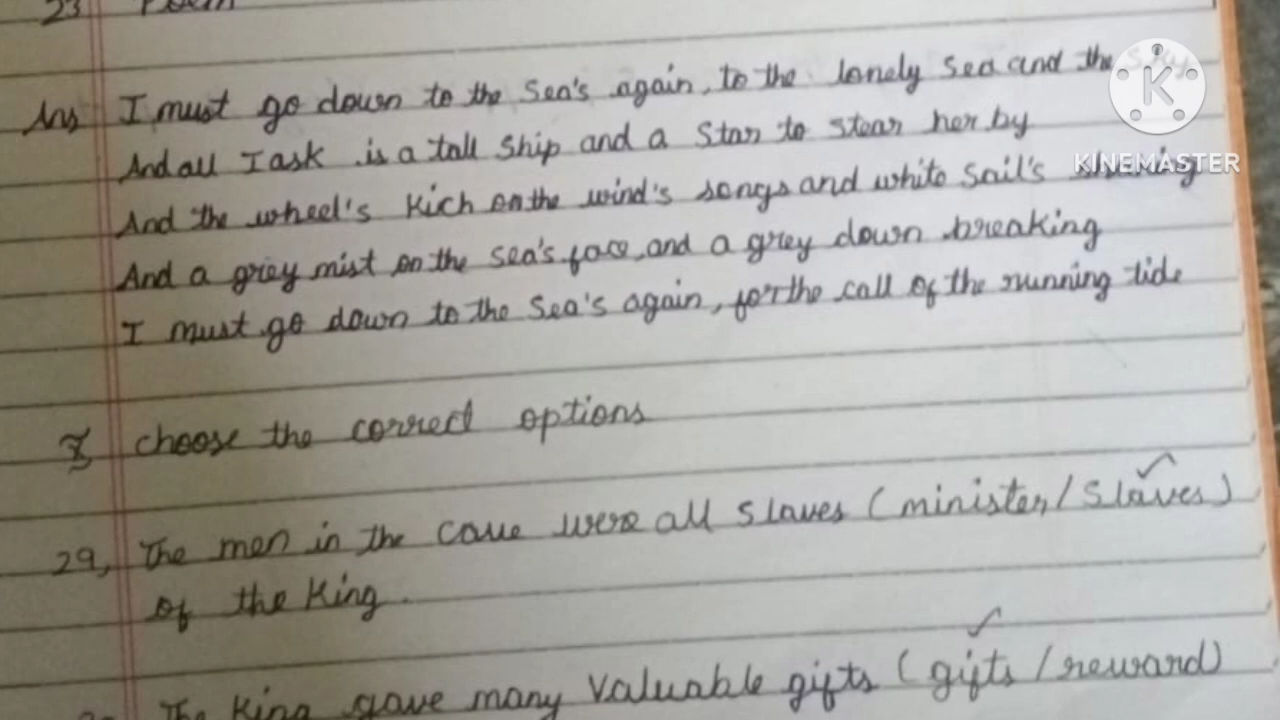 23 Poem
Ans I must go down to the Sea's again, to the lonely Sea and the
And all I ask is a tall Ship and a Star to stear her by
And the wheel's Kich on the wind's songs and white Sail's
And a grey mist on the sea's face, and a grey down breaking
I must go down to the Sea's again, for the call of the running tide
choose the correct options
29, The men in the cave were all slaves (minister/Slaves)
of the King.
The King gave many Valuable gifts (gifts/reward)
K
KINEMASTER